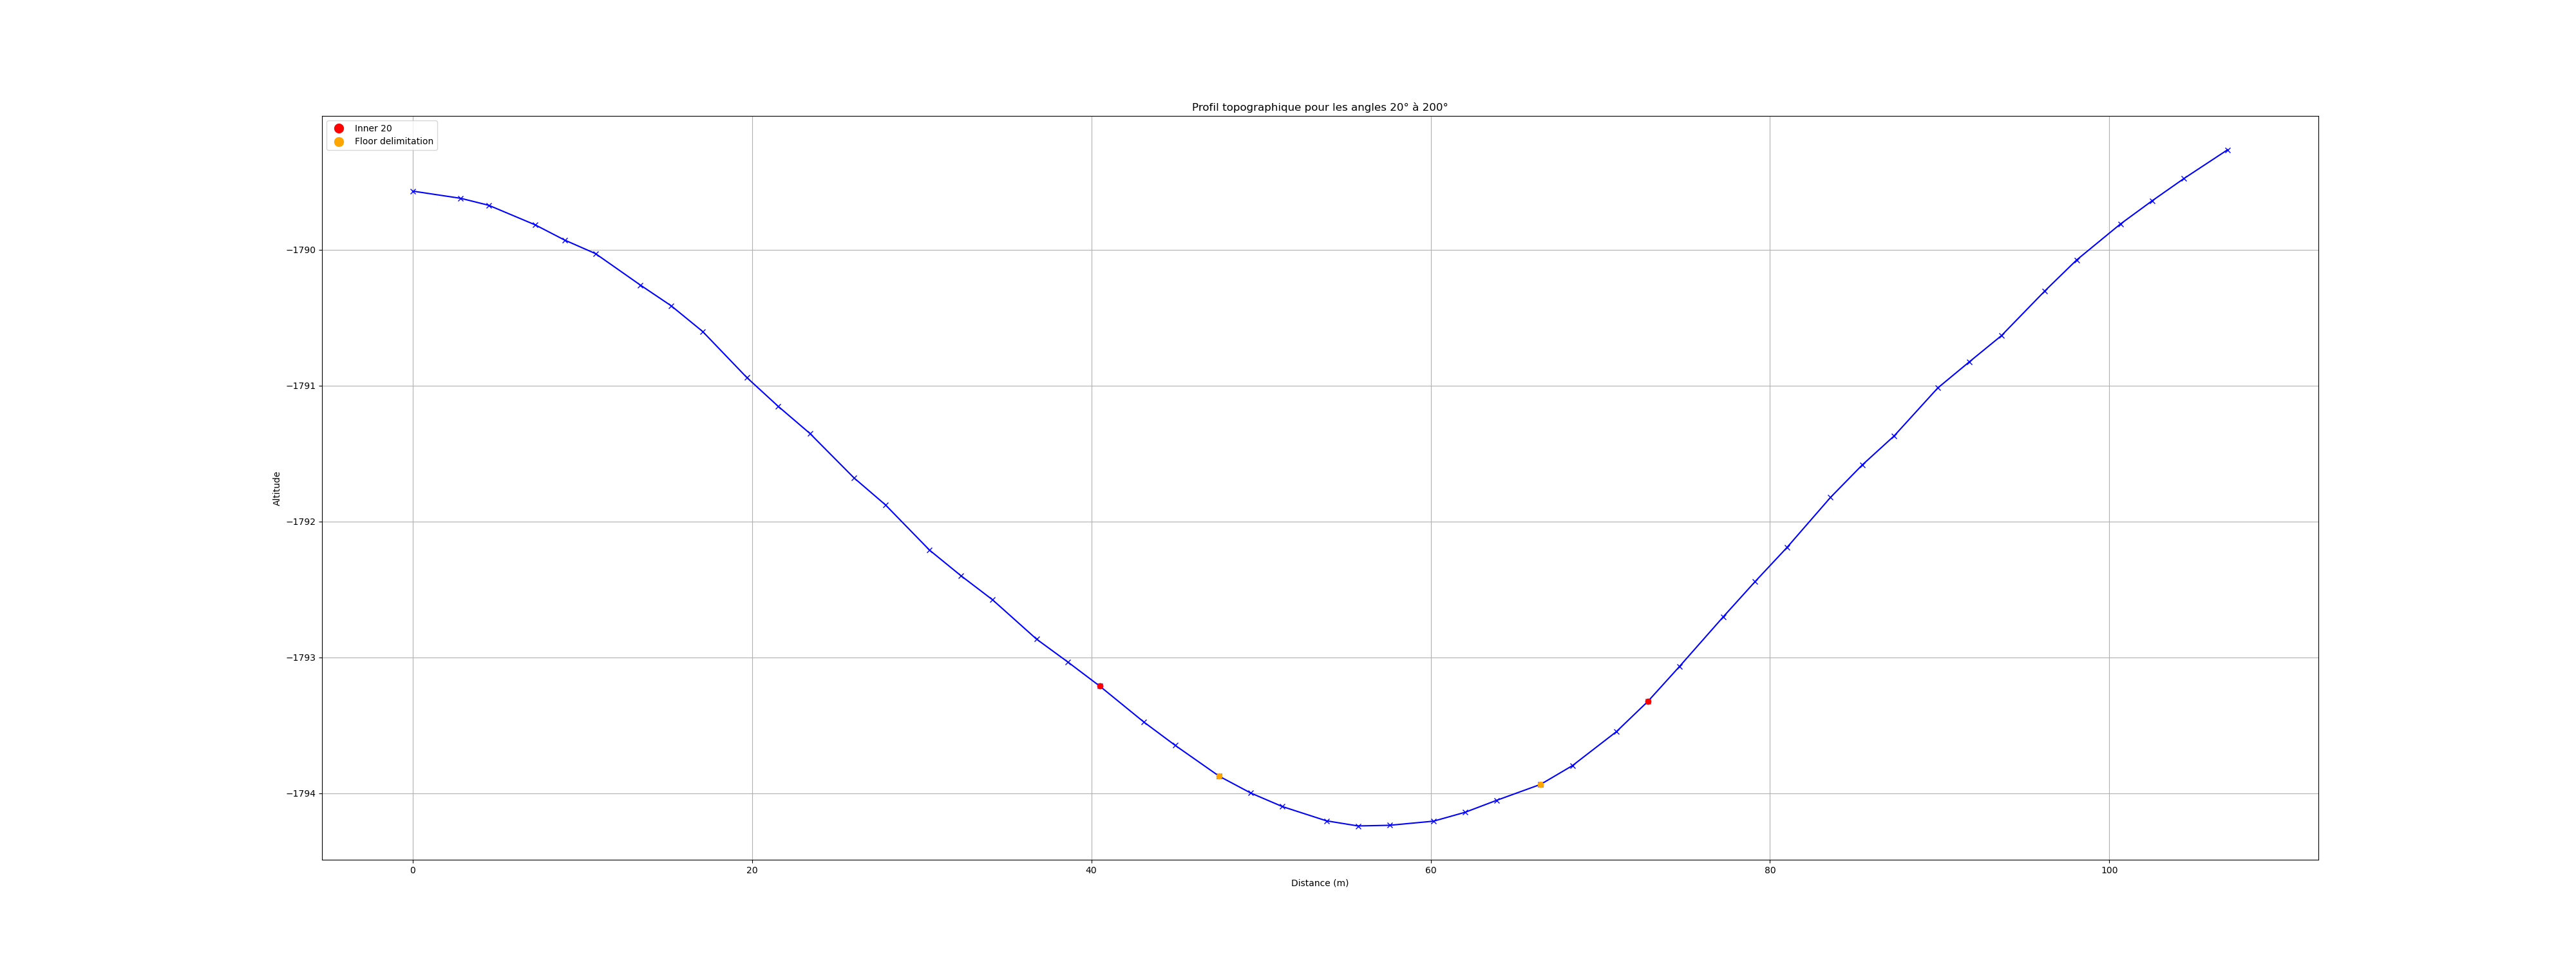 Profil topographique pour les angles 20° à 200°
Inner 20
Floor delimitation
−1790
−1791
−1792
−1793
−1794
Altitude
0
20
40
60
80
100
Distance (m)